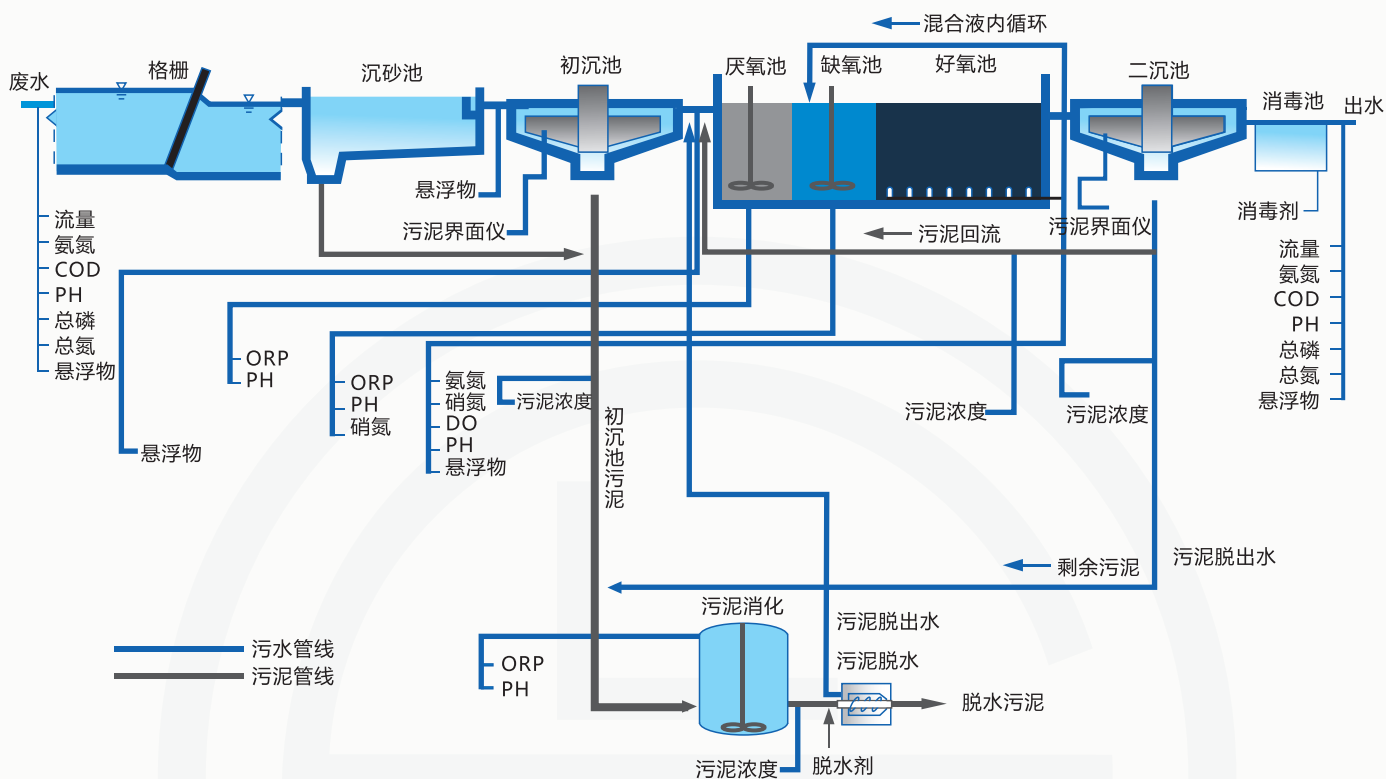 混合液内循环
废水
格栅
沉砂池
初沉池
厌氧池
缺氧池
好氧池
二沉池
消毒池
出水
悬浮物
污泥界面仪
污泥回流
污泥界面仪
消毒剂
流量
氨氮
COD
PH
总磷
总氮
悬浮物
流量
氨氮
COD
PH
总磷
总氮
悬浮物
ORP
PH
ORP
PH
硝氮
氨氮
硝氮
DO
PH
悬浮物
污泥浓度
初沉池污泥
污泥浓度
污泥浓度
悬浮物
剩余污泥
污泥脱出水
污泥消化
污泥脱出水
污水管线
污泥管线
ORP
PH
污泥脱水
脱水污泥
污泥浓度
脱水剂